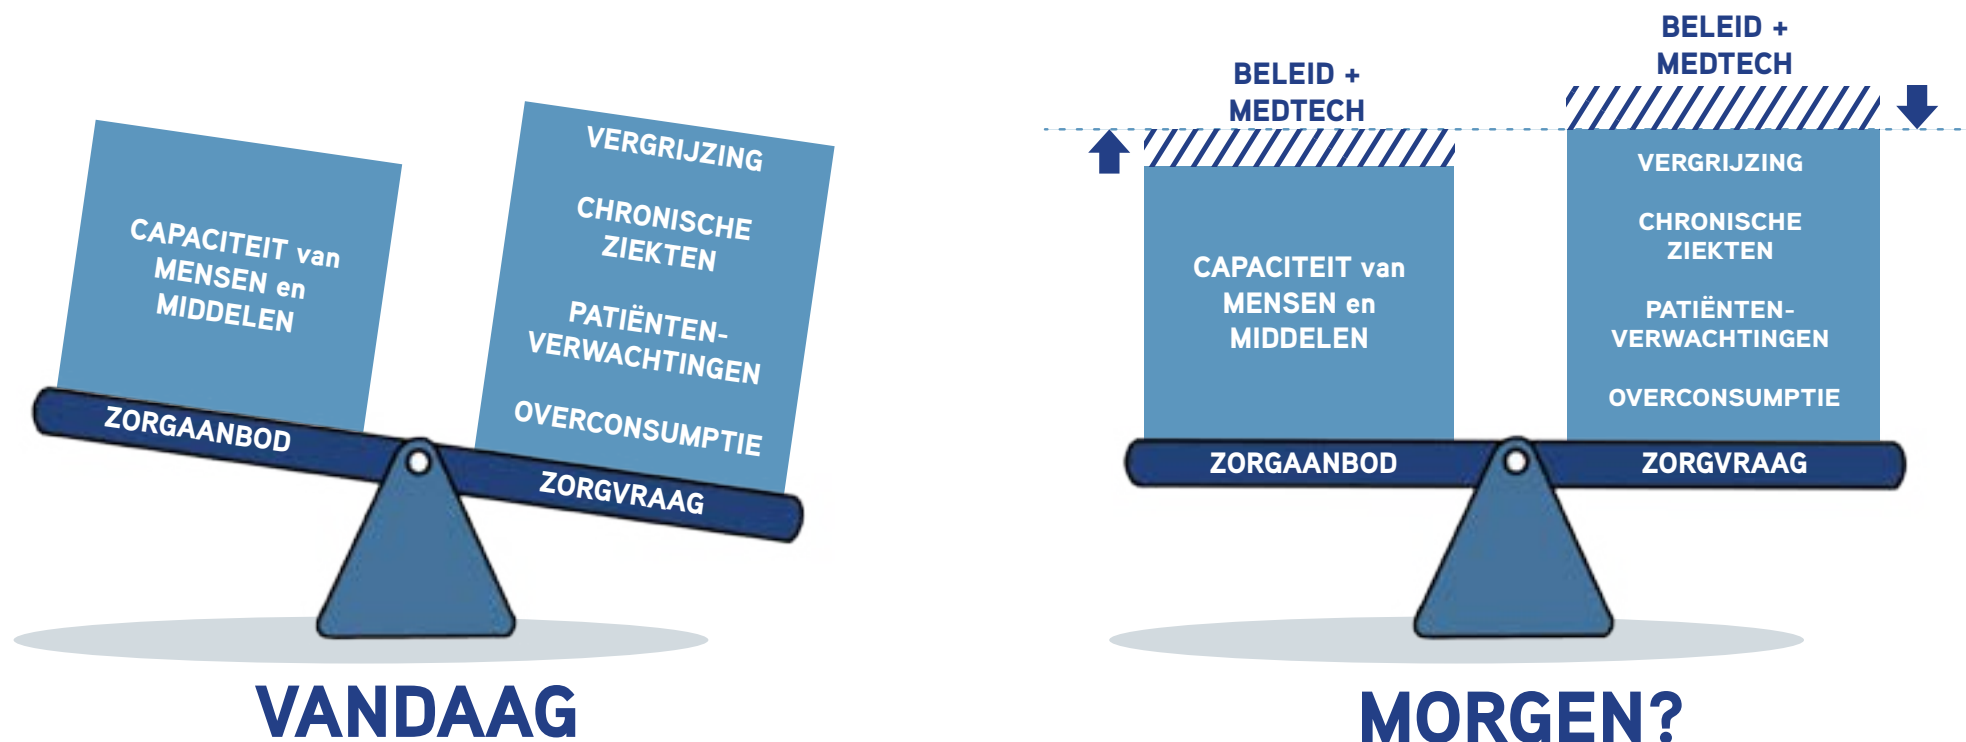 CAPACITEIT van
MENSEN en
MIDDELEN
VERGRIJZING
CHRONISCHE
ZIEKTEN
PATIËNTEN-
VERWACHTINGEN
OVERCONSUMPTIE
ZORGAANBOD
ZORGVRAAG
VANDAAG
BELEID +
MEDTECH
BELEID +
MEDTECH
CAPACITEIT van
MENSEN en
MIDDELEN
VERGRIJZING
CHRONISCHE
ZIEKTEN
PATIËNTEN-
VERWACHTINGEN
OVERCONSUMPTIE
ZORGAANBOD
ZORGVRAAG
MORGEN?